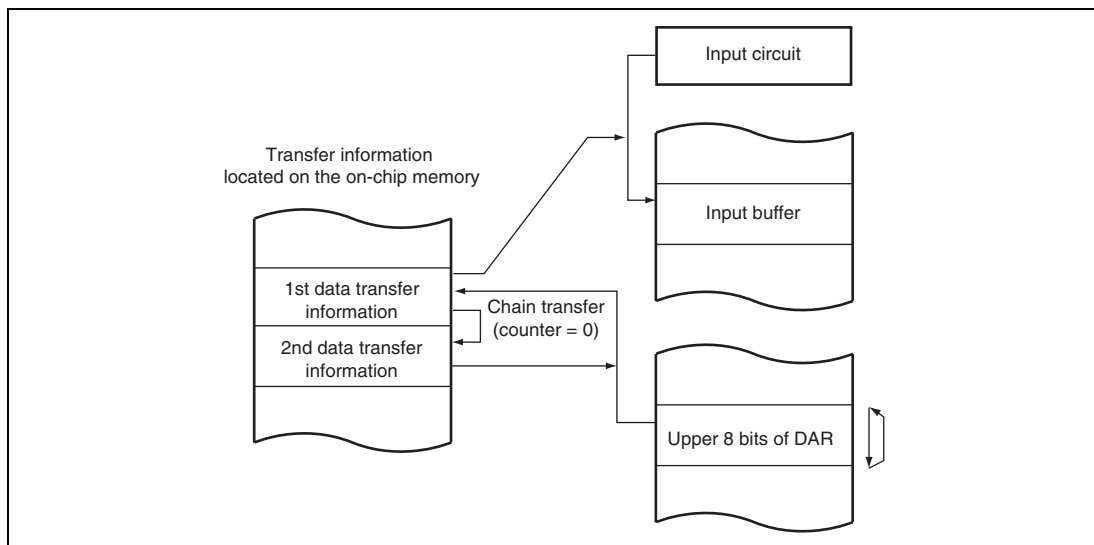 Input circuit
Transfer information
located on the on-chip memory
Input buffer
1st data transfer
information
Chain transfer
(counter = 0)
2nd data transfer
information
Upper 8 bits of DAR